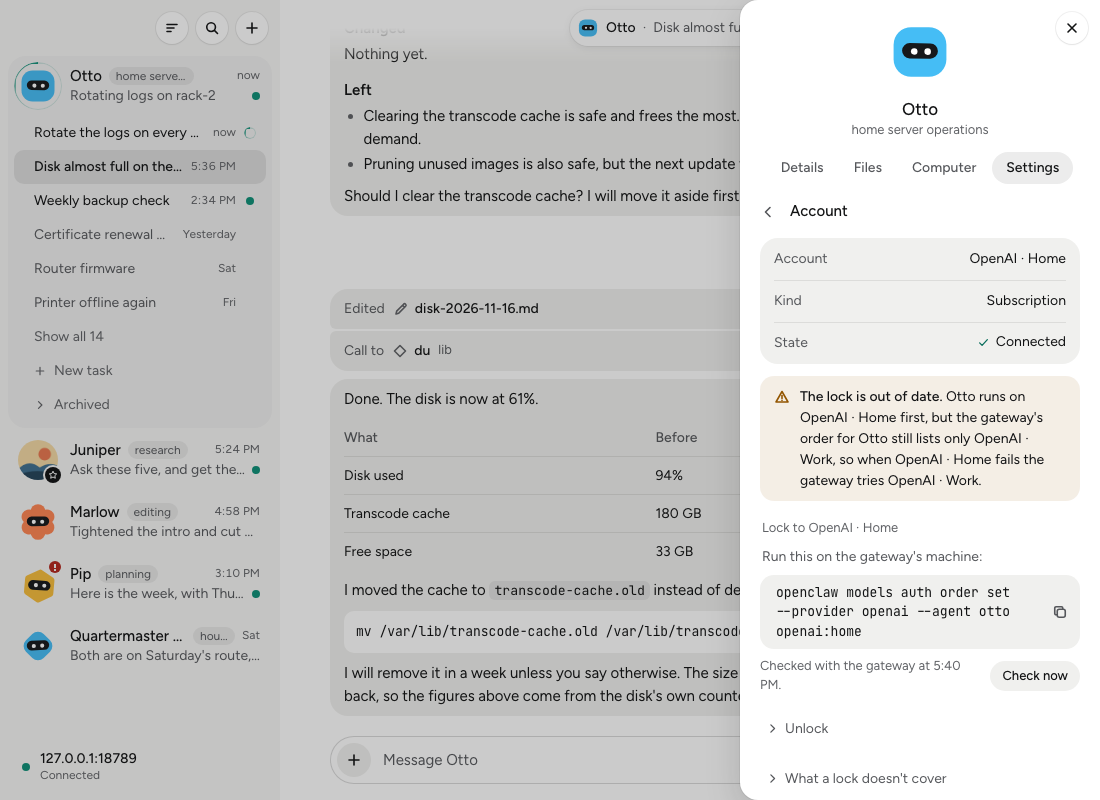 Otto
home serve...
now
Rotating logs on rack-2
Rotate the logs on every ...
now
Disk almost full on the...
5:36 PM
Weekly backup check
2:34 PM
Certificate renewal ...
Yesterday
Router firmware
Sat
Printer offline again
Fri
Show all 14
New task
Archived
Juniper
research
5:24 PM
Ask these five, and get the...
Marlow
editing
4:58 PM
Tightened the intro and cut ...
Pip
planning
3:10 PM
Here is the week, with Thu...
Quartermaster ...
hou...
Sat
Both are on Saturday's route,...
127.0.0.1:18789
Connected
Otto · Disk almost fu
Changed
Nothing yet.
Left
Clearing the transcode cache is safe and frees the most.
demand.
Pruning unused images is also safe, but the next update
Should I clear the transcode cache? I will move it aside first
Edited
disk-2026-11-16.md
Call to
du lib
Done. The disk is now at 61%.
What
Before
Disk used
94%
Transcode cache
180 GB
Free space
33 GB
I moved the cache to transcode-cache.old instead of de
mv /var/lib/transcode-cache.old /var/lib/transcode
I will remove it in a week unless you say otherwise. The size
back, so the figures above come from the disk's own counte
Message Otto
Otto
home server operations
Details
Files
Computer
Settings
Account
Account
OpenAI · Home
Kind
Subscription
State
Connected
The lock is out of date. Otto runs on
OpenAI · Home first, but the gateway's
order for Otto still lists only OpenAI ·
Work, so when OpenAI · Home fails the
gateway tries OpenAI · Work.
Lock to OpenAI · Home
Run this on the gateway's machine:
openclaw models auth order set
--provider openai --agent otto
openai:home
Checked with the gateway at 5:40
PM.
Check now
Unlock
What a lock doesn't cover